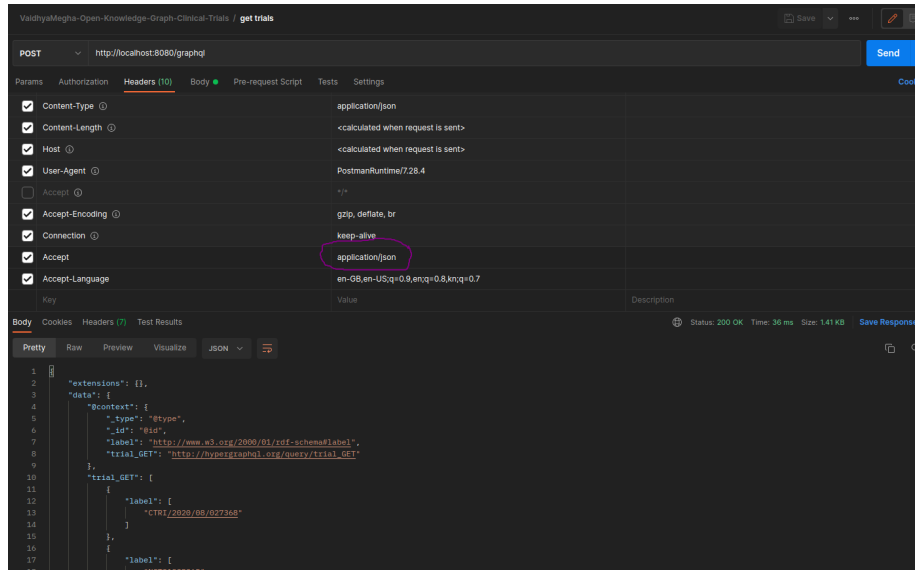 VaidhyaMegha-Open-Knowledge-Graph-Clinical-Trials / get trials Save
POST http://localhost:8080/graphql Send
Params Authorization Headers (10) Body Pre-request Script Tests Settings
Content-Type application/json
Content-Length <calculated when request is sent>
Host <calculated when request is sent>
User-Agent PostmanRuntime/7.28.4
Accept */*
Accept-Encoding gzip, deflate, br
Connection keep-alive
Accept application/json
Accept-Language en-GB,en-US;q=0.9,en;q=0.8,kn;q=0.7
Key Value Description
Body Cookies Headers (7) Test Results Status: 200 OK Time: 36 ms Size: 1.41 KB Save Response
Pretty Raw Preview Visualize JSON
1 {
2 "extensions": {},
3 "data": {
4 "@context": {
5 "_type": "@type",
6 "_id": "@id",
7 "label": "http://www.w3.org/2000/01/rdf-schema#label",
8 "trial_GET": "http://hypergraphql.org/query/trial_GET"
9 },
10 "trial_GET": [
11 {
12 "label": [
13 "CTRI/2020/08/027368"
14 ]
15 },
16 {
17 "label": [